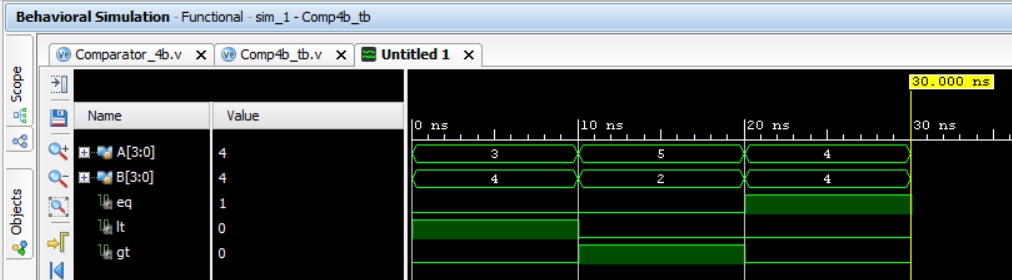 Behavioral Simulation - Functional - sim_1 - Comp4b_tb
Comparator_4b.v Comp4b_tb.v Untitled 1
Scope
Objects
30.000 ns
Name Value
0 ns 10 ns 20 ns 30 ns
A[3:0] 4 3 5 4
B[3:0] 4 4 2 4
eq 1
lt 0
gt 0